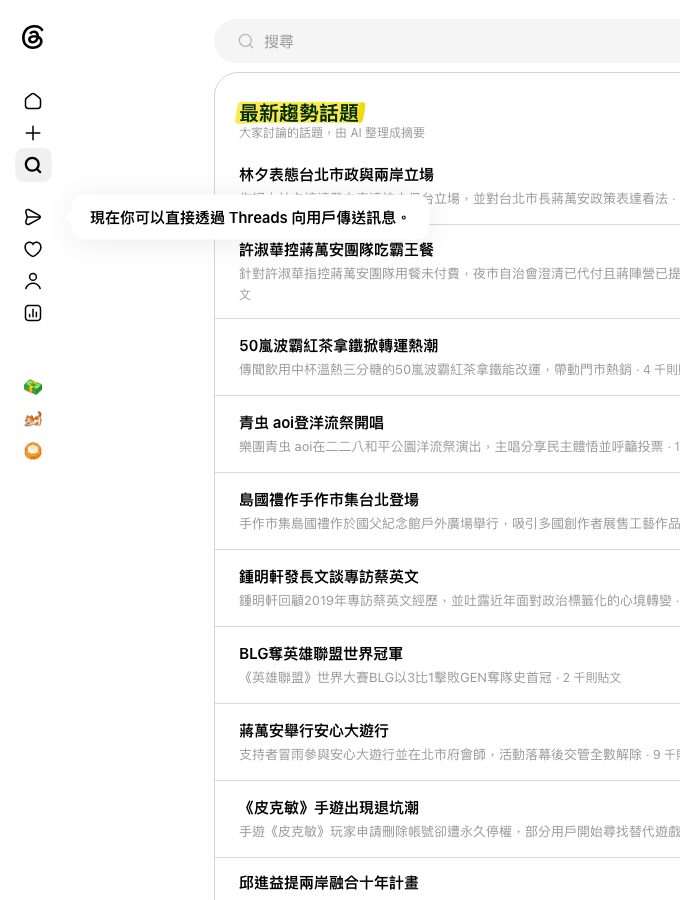 搜尋
最新趨勢話題
大家討論的話題，由 AI 整理成摘要
林夕表態台北市政與兩岸立場
台立場，並對台北市長蔣萬安政策表達看法 ·
現在你可以直接透過 Threads 向用戶傳送訊息。
許淑華控蔣萬安團隊吃霸王餐
針對許淑華指控蔣萬安團隊用餐未付費，夜市自治會澄清已代付且蔣陣營已提
文
50嵐波霸紅茶拿鐵掀轉運熱潮
傳聞飲用中杯溫熱三分糖的50嵐波霸紅茶拿鐵能改運，帶動門市熱銷 · 4 千則
青虫 aoi登洋流祭開唱
樂團青虫 aoi在二二八和平公園洋流祭演出，主唱分享民主體悟並呼籲投票 · 1
島國禮作手作市集台北登場
手作市集島國禮作於國父紀念館戶外廣場舉行，吸引多國創作者展售工藝作品
鍾明軒發長文談專訪蔡英文
鍾明軒回顧2019年專訪蔡英文經歷，並吐露近年面對政治標籤化的心境轉變 ·
BLG奪英雄聯盟世界冠軍
《英雄聯盟》世界大賽BLG以3比1擊敗GEN奪隊史首冠 · 2 千則貼文
蔣萬安舉行安心大遊行
支持者冒雨參與安心大遊行並在北市府會師，活動落幕後交管全數解除 · 9 千
《皮克敏》手遊出現退坑潮
手遊《皮克敏》玩家申請刪除帳號卻遭永久停權，部分用戶開始尋找替代遊戲
邱進益提兩岸融合十年計畫